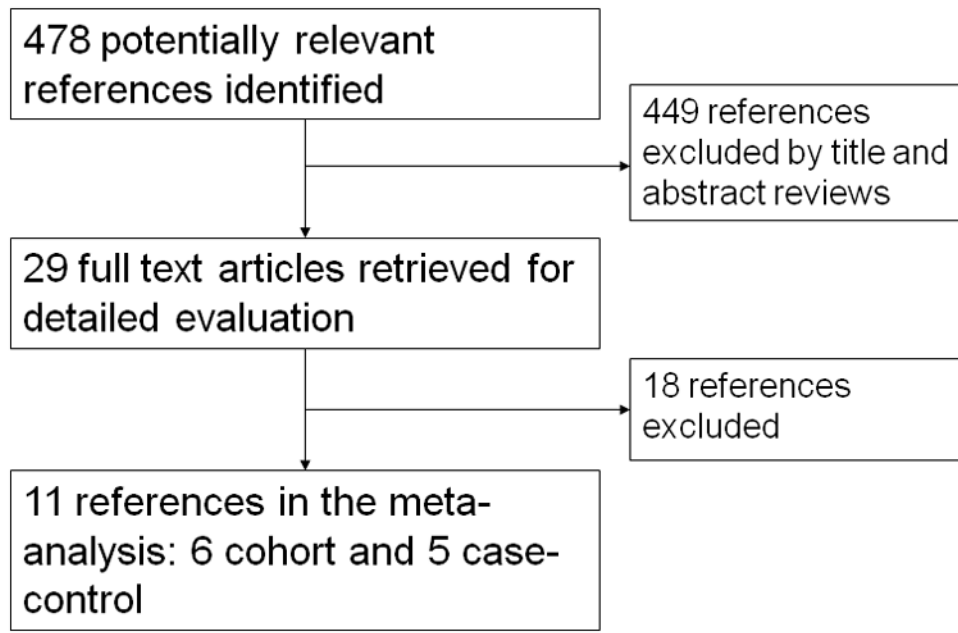 478 potentially relevant
references identified
449 references
excluded by title and
abstract reviews
29 full text articles retrieved for
detailed evaluation
18 references
excluded
11 references in the meta-
analysis: 6 cohort and 5 case-
control